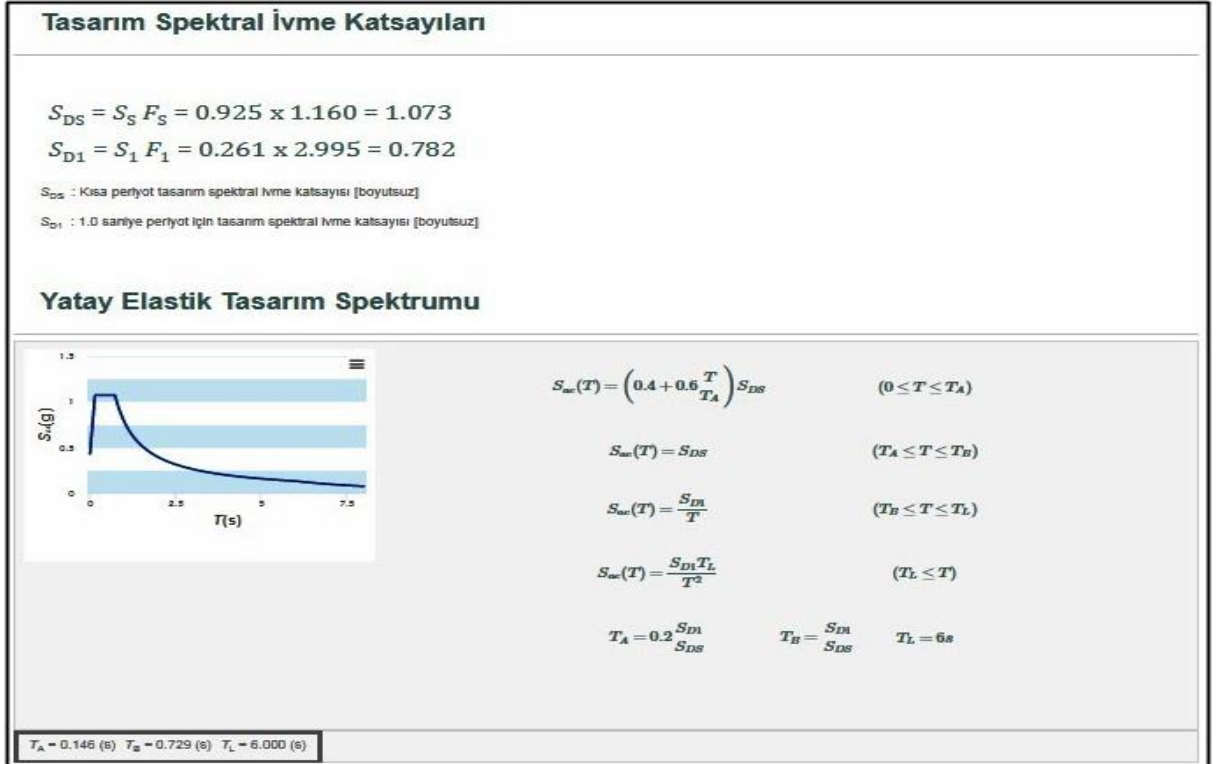 Tasarım Spektral İvme Katsayıları
S_DS = S_S F_S = 0.925 x 1.160 = 1.073
S_D1 = S_1 F_1 = 0.261 x 2.995 = 0.782
S_DS : Kısa periyot tasarım spektral ivme katsayısı [boyutsuz]
S_D1 : 1.0 saniye periyot için tasarım spektral ivme katsayısı [boyutsuz]
Yatay Elastik Tasarım Spektrumu
1.5
1
0.5
0
S_ae(g)
0 2.5 5 7.5
T(s)
S_ae(T) = (0.4 + 0.6 T/T_A) S_DS (0 ≤ T ≤ T_A)
S_ae(T) = S_DS (T_A ≤ T ≤ T_B)
S_ae(T) = S_D1/T (T_B ≤ T ≤ T_L)
S_ae(T) = S_D1 T_L/T² (T_L ≤ T)
T_A = 0.2 S_D1/S_DS T_B = S_D1/S_DS T_L = 6s
T_A = 0.146 (s) T_B = 0.729 (s) T_L = 6.000 (s)